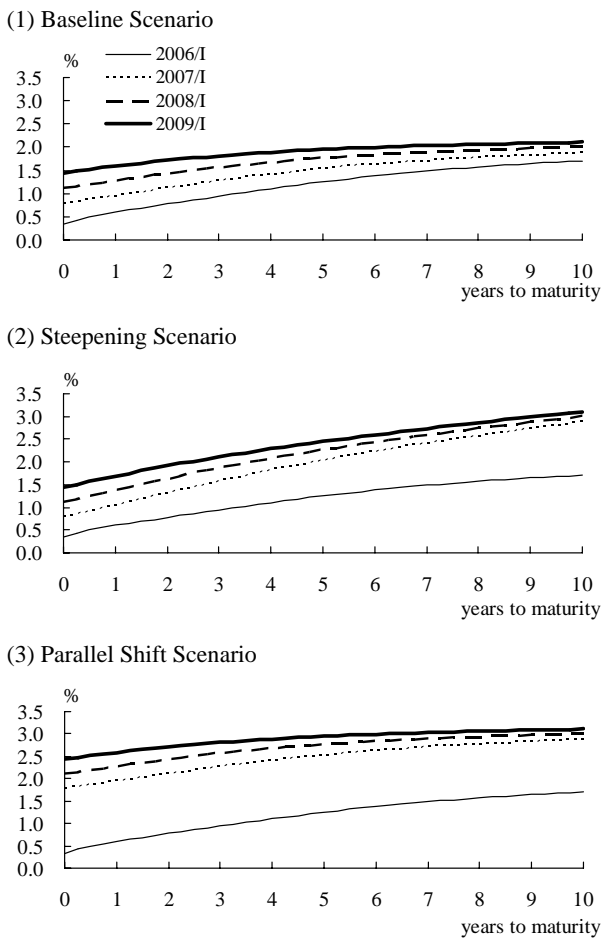 (1) Baseline Scenario
%
2006/I
2007/I
2008/I
2009/I
3.5
3.0
2.5
2.0
1.5
1.0
0.5
0.0
0 1 2 3 4 5 6 7 8 9 10
years to maturity
(2) Steepening Scenario
%
3.5
3.0
2.5
2.0
1.5
1.0
0.5
0.0
0 1 2 3 4 5 6 7 8 9 10
years to maturity
(3) Parallel Shift Scenario
%
3.5
3.0
2.5
2.0
1.5
1.0
0.5
0.0
0 1 2 3 4 5 6 7 8 9 10
years to maturity